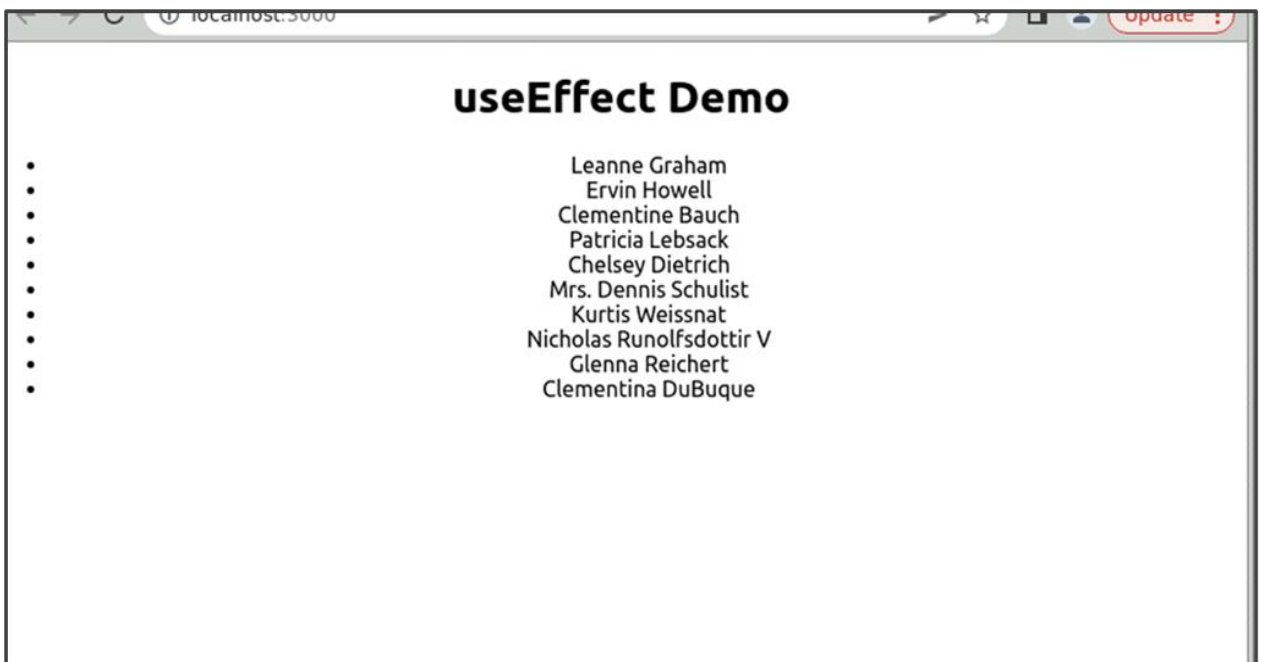 localhost:3000
Update
useEffect Demo
• Leanne Graham
• Ervin Howell
• Clementine Bauch
• Patricia Lebsack
• Chelsey Dietrich
• Mrs. Dennis Schulist
• Kurtis Weissnat
• Nicholas Runolfsdottir V
• Glenna Reichert
• Clementina DuBuque